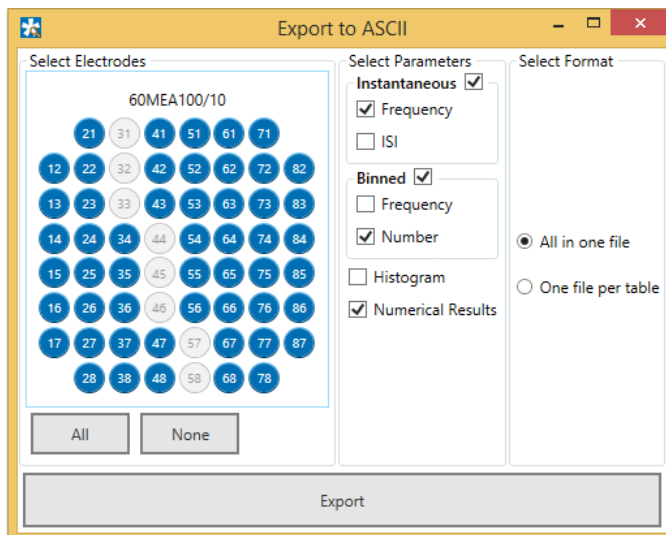 Export to ASCII
Select Electrodes
60MEA100/10
21 31 41 51 61 71
12 22 32 42 52 62 72 82
13 23 33 43 53 63 73 83
14 24 34 44 54 64 74 84
15 25 35 45 55 65 75 85
16 26 36 46 56 66 76 86
17 27 37 47 57 67 77 87
28 38 48 58 68 78
All None
Select Parameters
Instantaneous
Frequency
ISI
Binned
Frequency
Number
Histogram
Numerical Results
Select Format
All in one file
One file per table
Export